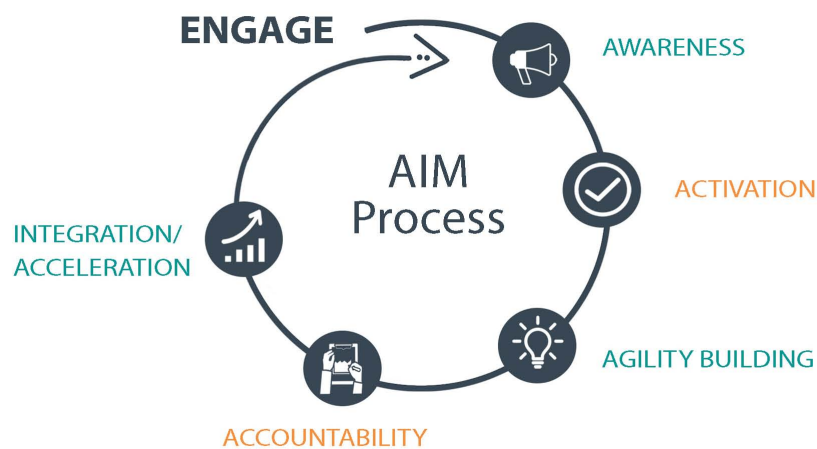 ENGAGE
AWARENESS
AIM
Process
ACTIVATION
INTEGRATION/
ACCELERATION
AGILITY BUILDING
ACCOUNTABILITY